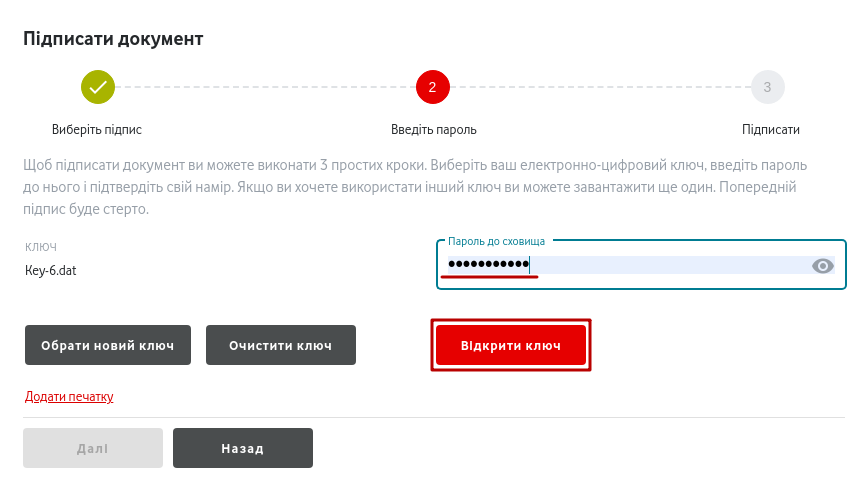 Підписати документ
2
3
Виберіть підпис
Введіть пароль
Підписати
Щоб підписати документ ви можете виконати 3 простих кроки. Виберіть ваш електронно-цифровий ключ, введіть пароль
до нього і підтвердіть свій намір. Якщо ви хочете використати інший ключ ви можете завантажити ще один. Попередній
підпис буде стерто.
КЛЮЧ
Key-6.dat
Пароль до сховища
•••••••••••
Обрати новий ключ
Очистити ключ
Відкрити ключ
Додати печатку
Далі
Назад